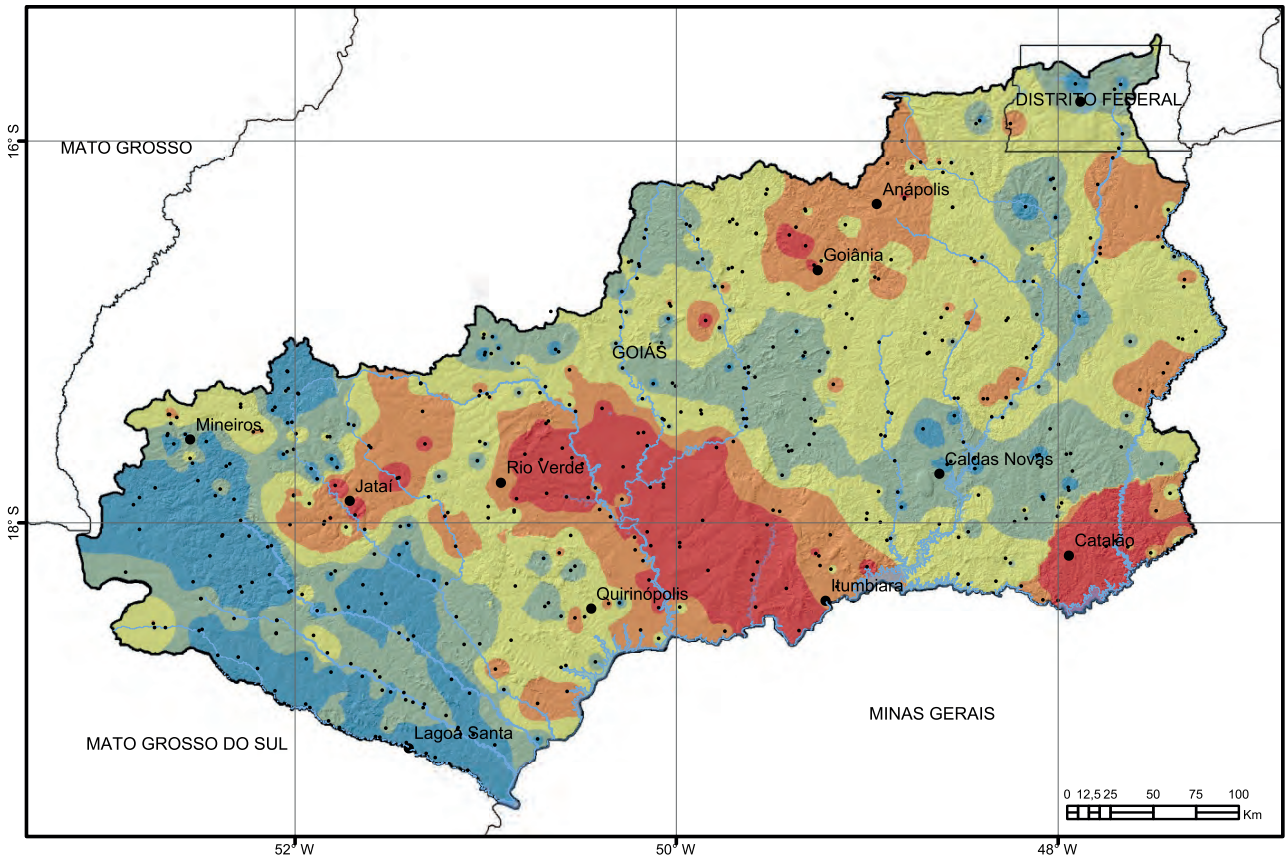 DISTRITO FEDERAL
16° S
MATO GROSSO
Anápolis
Goiânia
GOIÁS
Mineiros
Caldas Novas
Rio Verde
Jataí
18° S
Catalão
Itumbiara
Quirinópolis
MINAS GERAIS
Lagoa Santa
MATO GROSSO DO SUL
0 12,5 25 50 75 100
Km
52° W 50° W 48° W